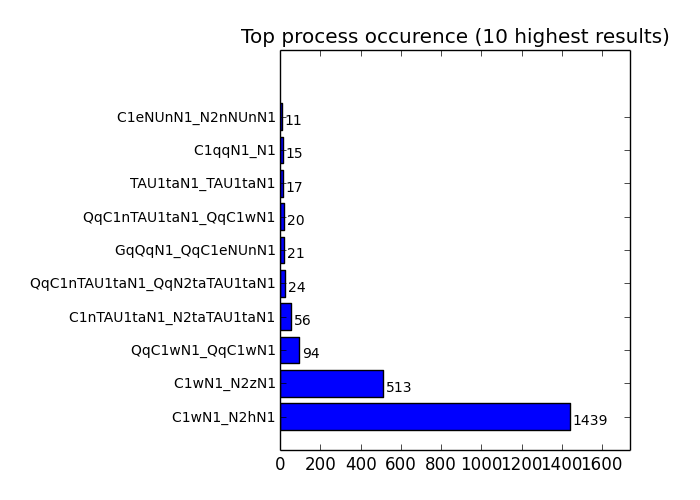 Top process occurence (10 highest results)
C1eNUnN1_N2nNUnN1 11
C1qqN1_N1 15
TAU1taN1_TAU1taN1 17
QqC1nTAU1taN1_QqC1wN1 20
GqQqN1_QqC1eNUnN1 21
QqC1nTAU1taN1_QqN2taTAU1taN1 24
C1nTAU1taN1_N2taTAU1taN1 56
QqC1wN1_QqC1wN1 94
C1wN1_N2zN1 513
C1wN1_N2hN1 1439
0 200 400 600 800 1000 1200 1400 1600